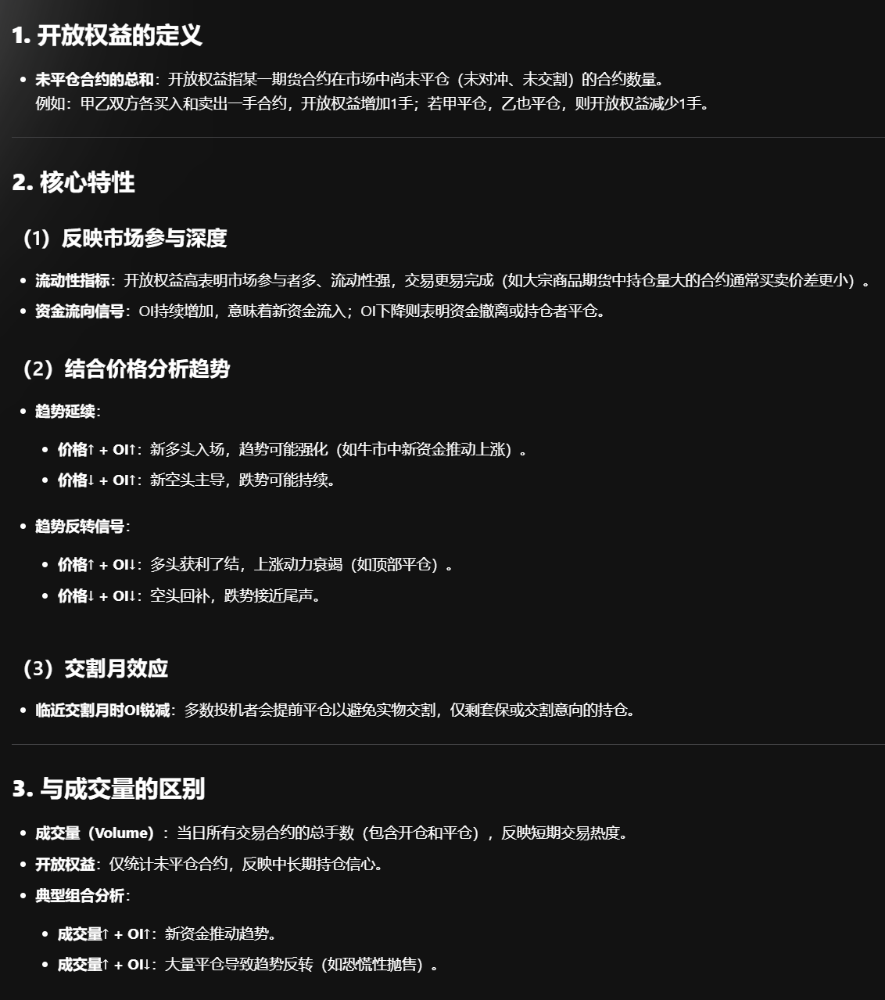 1. 开放权益的定义
未平仓合约的总和：开放权益指某一期货合约在市场中尚未平仓（未对冲、未交割）的合约数量。
例如：甲乙双方各买入和卖出一手合约，开放权益增加1手；若甲平仓，乙也平仓，则开放权益减少1手。
2. 核心特性
（1）反映市场参与深度
流动性指标：开放权益高表明市场参与者多、流动性强，交易更易完成（如大宗商品期货中持仓量大的合约通常买卖价差更小）。
资金流向信号：OI持续增加，意味着新资金流入；OI下降则表明资金撤离或持仓者平仓。
（2）结合价格分析趋势
趋势延续：
价格↑ + OI↑：新多头入场，趋势可能强化（如牛市中新资金推动上涨）。
价格↓ + OI↑：新空头主导，跌势可能持续。
趋势反转信号：
价格↑ + OI↓：多头获利了结，上涨动力衰竭（如顶部平仓）。
价格↓ + OI↓：空头回补，跌势接近尾声。
（3）交割月效应
临近交割月时OI锐减：多数投机者会提前平仓以避免实物交割，仅剩套保或交割意向的持仓。
3. 与成交量的区别
成交量（Volume）：当日所有交易合约的总手数（包含开仓和平仓），反映短期交易热度。
开放权益：仅统计未平仓合约，反映中长期持仓信心。
典型组合分析：
成交量↑ + OI↑：新资金推动趋势。
成交量↑ + OI↓：大量平仓导致趋势反转（如恐慌性抛售）。